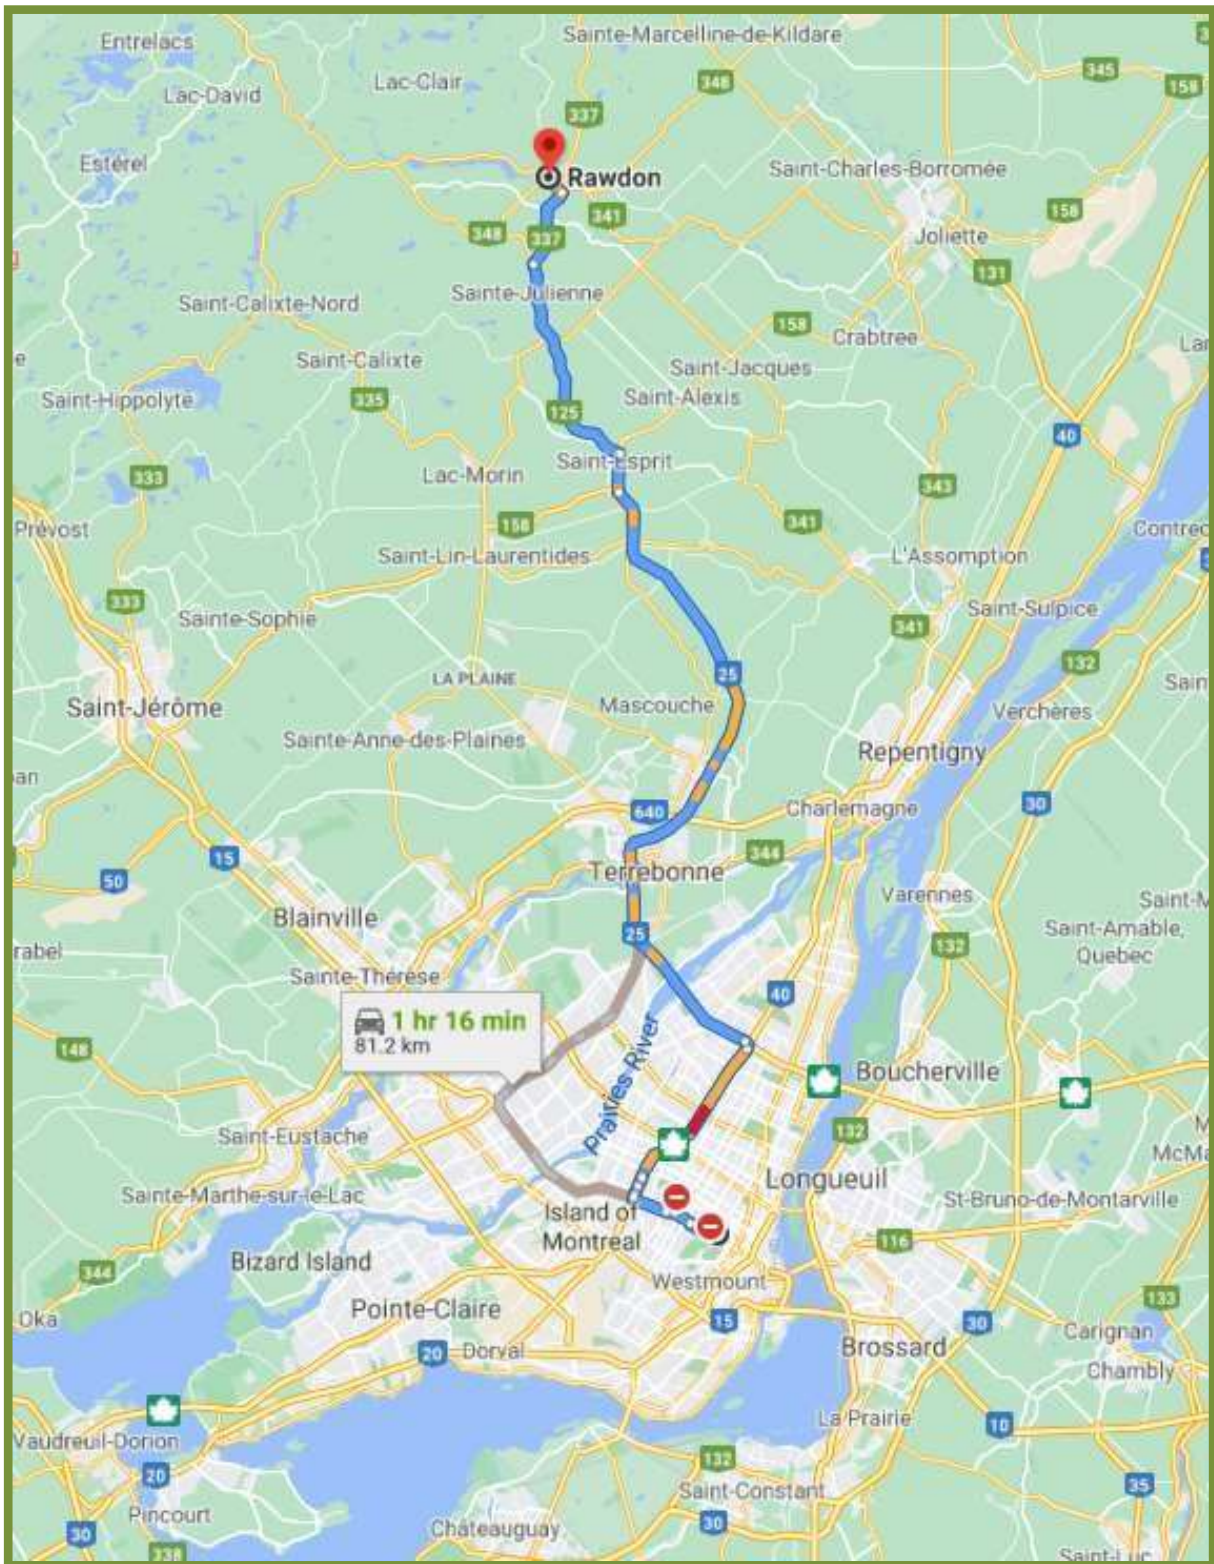 Entrelacs
Sainte-Marcelline-de-Kildare
Lac-Clair
348
345
158
Lac-David
337
Estérel
Saint-Charles-Borromée
Rawdon
341
158
348
337
Joliette
131
Sainte-Julienne
Saint-Calixte-Nord
158
Crabtree
Saint-Calixte
Saint-Jacques
Saint-Hippolyte
335
Saint-Alexis
125
40
Saint-Esprit
333
Lac-Morin
343
158
341
Prévost
Contrec
Saint-Lin-Laurentides
L'Assomption
333
Sainte-Sophie
Saint-Sulpice
341
132
25
LA PLAINE
Sain
Saint-Jérôme
Mascouche
Verchères
Sainte-Anne-des-Plaines
Repentigny
640
Charlemagne
30
15
344
Terrebonne
50
Varennes
Blainville
25
132
Saint-M
Saint-Amable,
Quebec
rabel
Sainte-Thérèse
40
1 hr 16 min
81.2 km
148
Prairies River
Boucherville
132
Saint-Eustache
McMa
Longueuil
Sainte-Marthe-sur-le-Lac
St-Bruno-de-Montarville
Island of
Montreal
116
Bizard Island
344
Westmount
133
Oka
Pointe-Claire
15
30
Carignan
20
Dorval
Brossard
Chambly
La Prairie
10
Vaudreuil-Dorion
132
20
Saint-Constant
35
Pincourt
30
Châteauguay
30
338
Saint-Luc